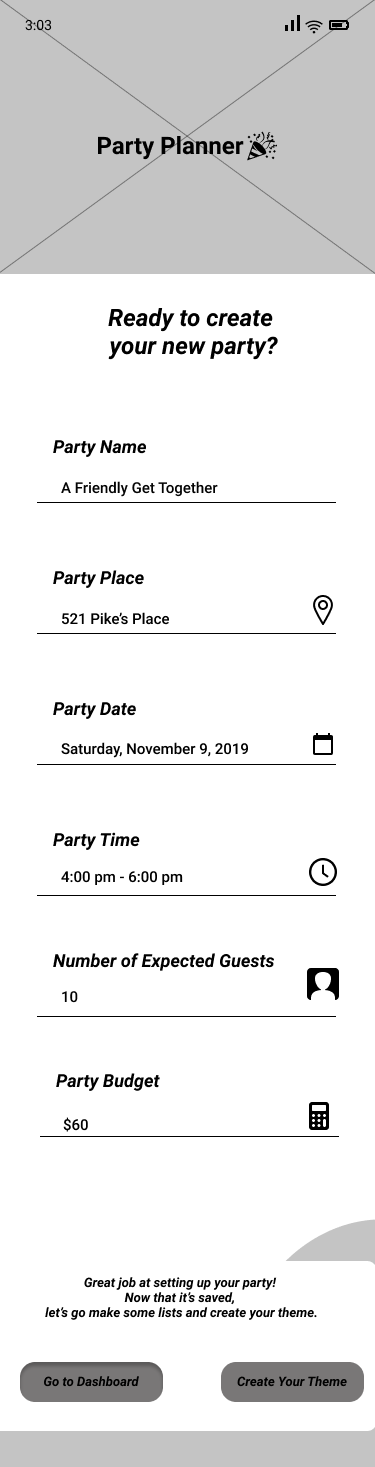 3:03
Party Planner
Ready to create
your new party?
Party Name
A Friendly Get Together
Party Place
521 Pike's Place
Party Date
Saturday, November 9, 2019
Party Time
4:00 pm - 6:00 pm
Number of Expected Guests
10
Party Budget
$60
Great job at setting up your party!
Now that it's saved,
let's go make some lists and create your theme.
Go to Dashboard
Create Your Theme